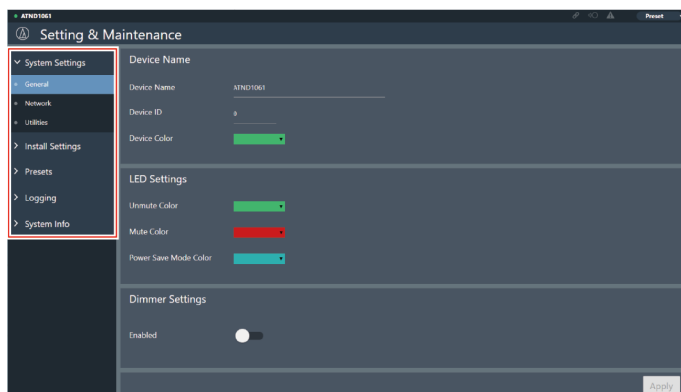 ATND1061
Preset
Setting & Maintenance
System Settings
General
Network
Utilities
Install Settings
Presets
Logging
System Info
Device Name
Device Name
ATND1061
Device ID
0
Device Color
LED Settings
Unmute Color
Mute Color
Power Save Mode Color
Dimmer Settings
Enabled
Apply